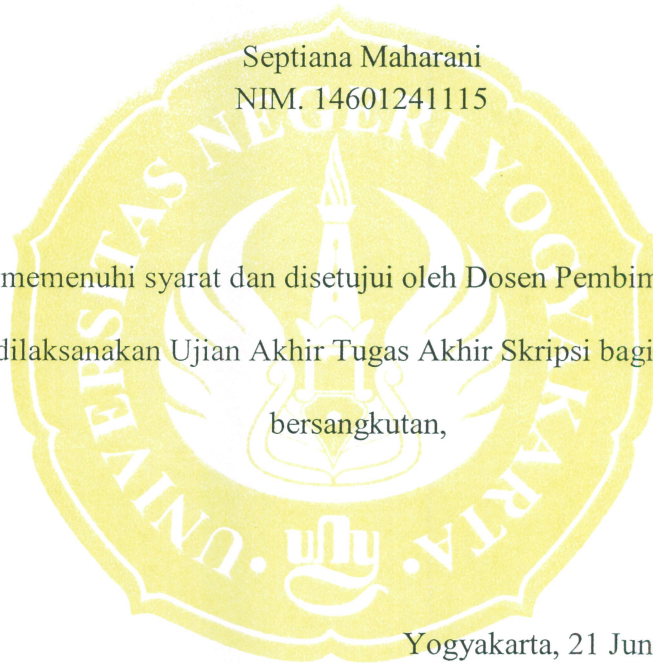 Septiana Maharani
NIM. 14601241115
memenuhi syarat dan disetujui oleh Dosen Pembim
dilaksanakan Ujian Akhir Tugas Akhir Skripsi bagi
bersangkutan,
UNIVERSITAS NEGERI YOGYAKARTA
uny
Yogyakarta, 21 Jun